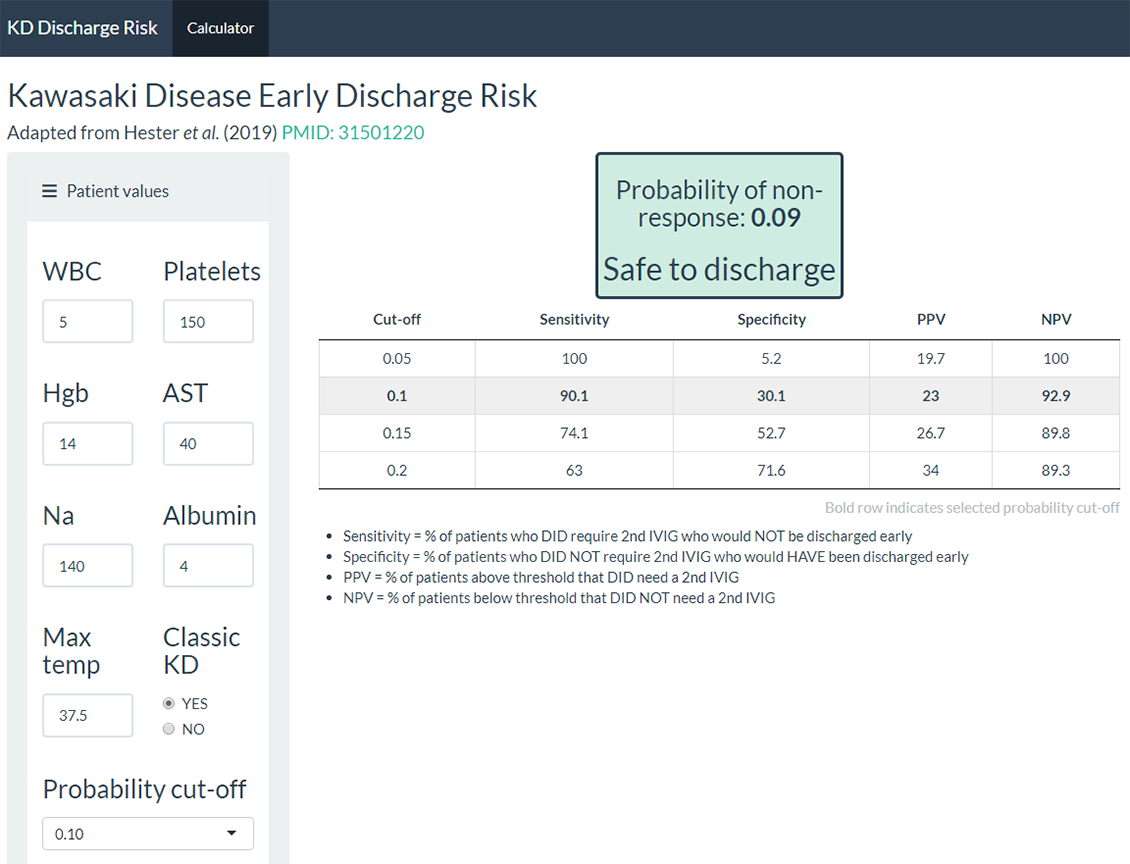 KD Discharge Risk Calculator
Kawasaki Disease Early Discharge Risk
Adapted from Hester et al. (2019) PMID: 31501220
Patient values
WBC Platelets
5 150
Hgb AST
14 40
Na Albumin
140 4
Max temp Classic KD
37.5 YES
NO
Probability cut-off
0.10
Probability of non-
response: 0.09
Safe to discharge
Cut-off Sensitivity Specificity PPV NPV
0.05 100 5.2 19.7 100
0.1 90.1 30.1 23 92.9
0.15 74.1 52.7 26.7 89.8
0.2 63 71.6 34 89.3
Bold row indicates selected probability cut-off
• Sensitivity = % of patients who DID require 2nd IVIG who would NOT be discharged early
• Specificity = % of patients who DID NOT require 2nd IVIG who would HAVE been discharged early
• PPV = % of patients above threshold that DID need a 2nd IVIG
• NPV = % of patients below threshold that DID NOT need a 2nd IVIG